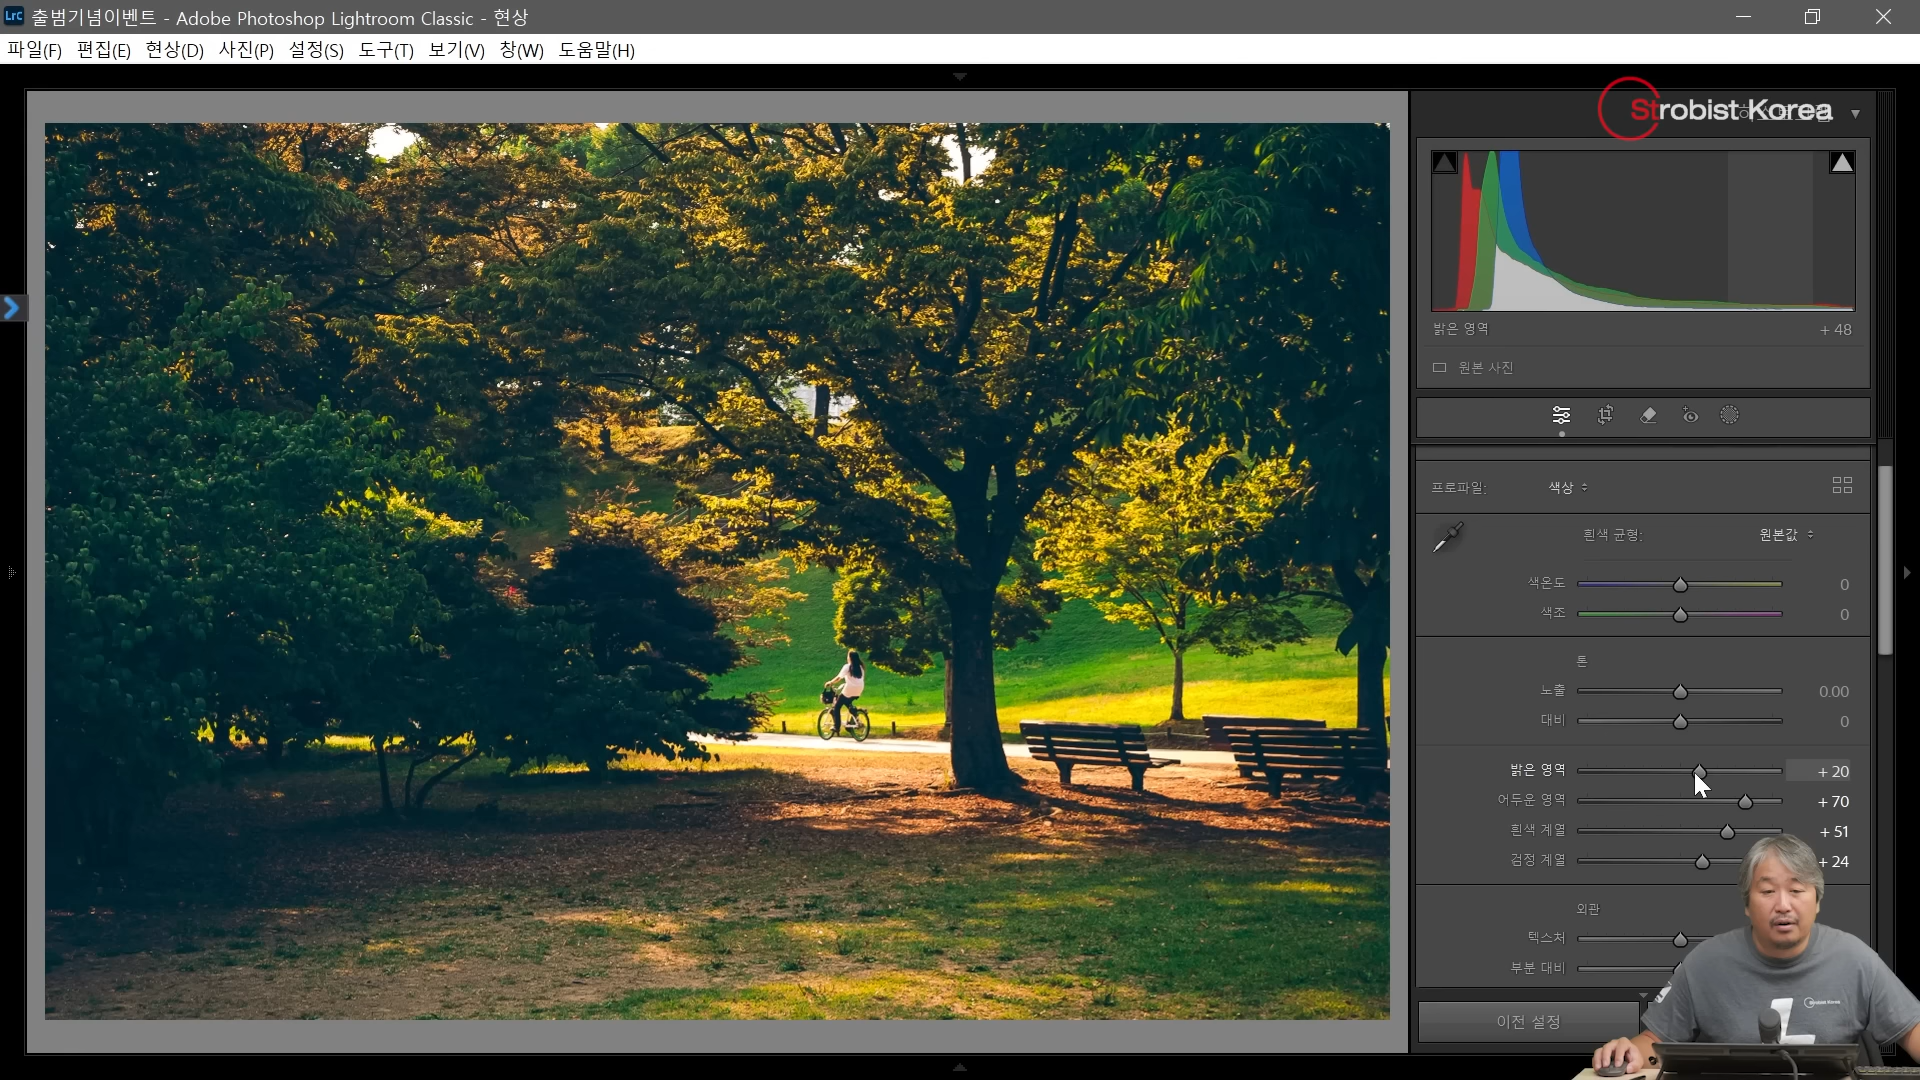 LrC 출범기념이벤트 - Adobe Photoshop Lightroom Classic - 현상
파일(F) 편집(E) 현상(D) 사진(P) 설정(S) 도구(T) 보기(V) 창(W) 도움말(H)
Strobist Korea
밝은 영역 + 48
원본 사진
프로파일: 색상
흰색 균형: 원본값
색온도 0
색조 0
톤
노출 0.00
대비 0
밝은 영역 + 20
어두운 영역 + 70
흰색 계열 + 51
검정 계열 + 24
외관
텍스처
부분 대비
이전 설정